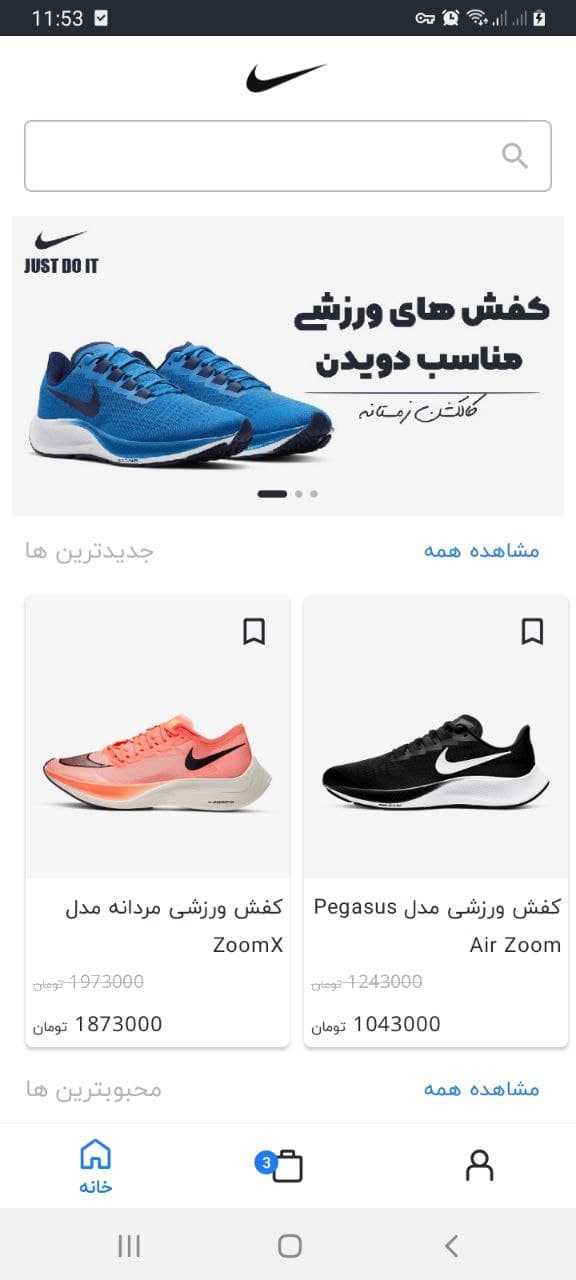 11:53
JUST DO IT
کفش های ورزشی
مناسب دویدن
کالکشن زمستانه
جدیدترین ها
مشاهده همه
کفش ورزشی مردانه مدل
ZoomX
1973000 تومان
1873000 تومان
کفش ورزشی مدل Pegasus
Air Zoom
1243000 تومان
1043000 تومان
محبوبترین ها
مشاهده همه
خانه
3